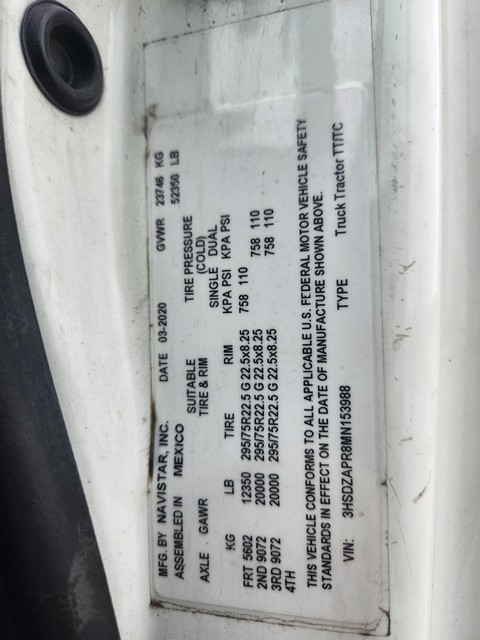 MFG. BY NAVISTAR, INC. DATE 03-2020 GVWR 23746 KG
ASSEMBLED IN MEXICO 52350 LB
SUITABLE TIRE PRESSURE
AXLE GAWR TIRE & RIM (COLD)
SINGLE DUAL
KG LB TIRE RIM KPA PSI KPA PSI
FRT 5602 12350 295/75R22.5 G 22.5x8.25 758 110
2ND 9072 20000 295/75R22.5 G 22.5x8.25 758 110
3RD 9072 20000 295/75R22.5 G 22.5x8.25 758 110
4TH
THIS VEHICLE CONFORMS TO ALL APPLICABLE U.S. FEDERAL MOTOR VEHICLE SAFETY
STANDARDS IN EFFECT ON THE DATE OF MANUFACTURE SHOWN ABOVE.
VIN: 3HSDZAPR8MN153988 TYPE Truck Tractor TT/TC